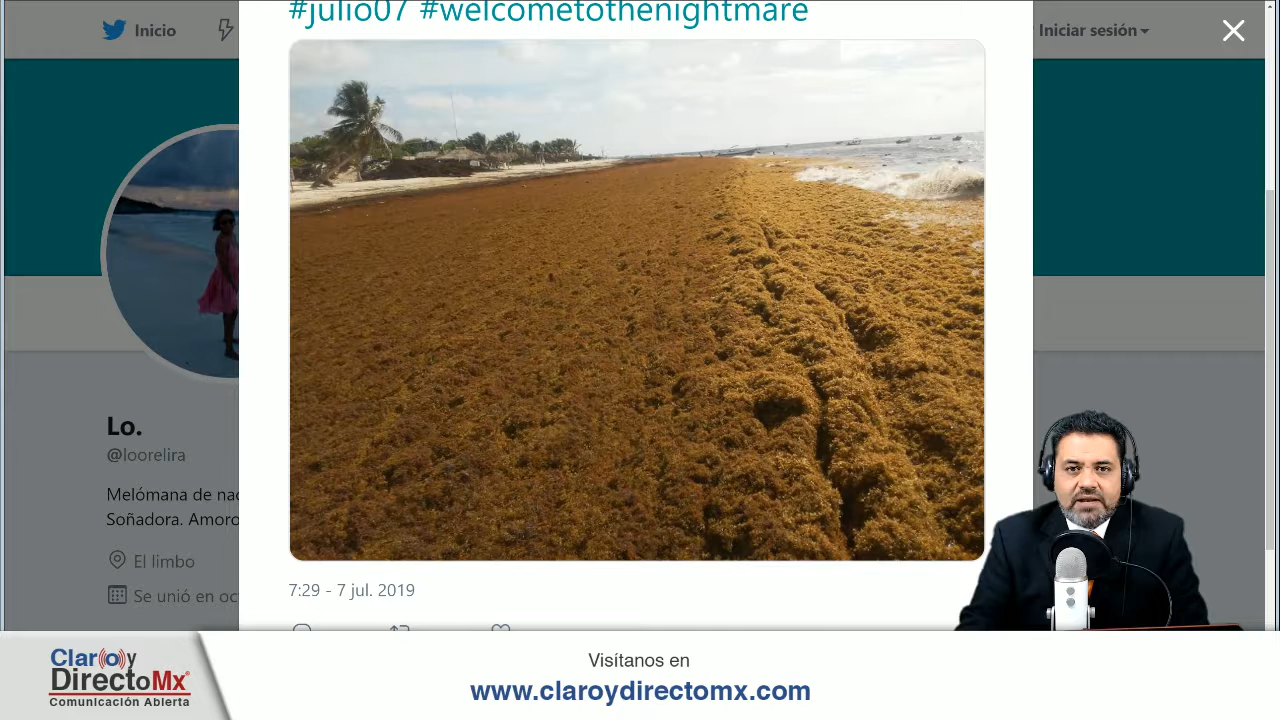 #julio07 #welcometothenightmare
Inicio
Iniciar sesión
Lo.
@loorelira
Melómana de nac
Soñadora. Amoro
El limbo
Se unió en oc
7:29 - 7 jul. 2019
Claro y
DirectoMx®
Comunicación Abierta
Visítanos en
www.claroydirectomx.com